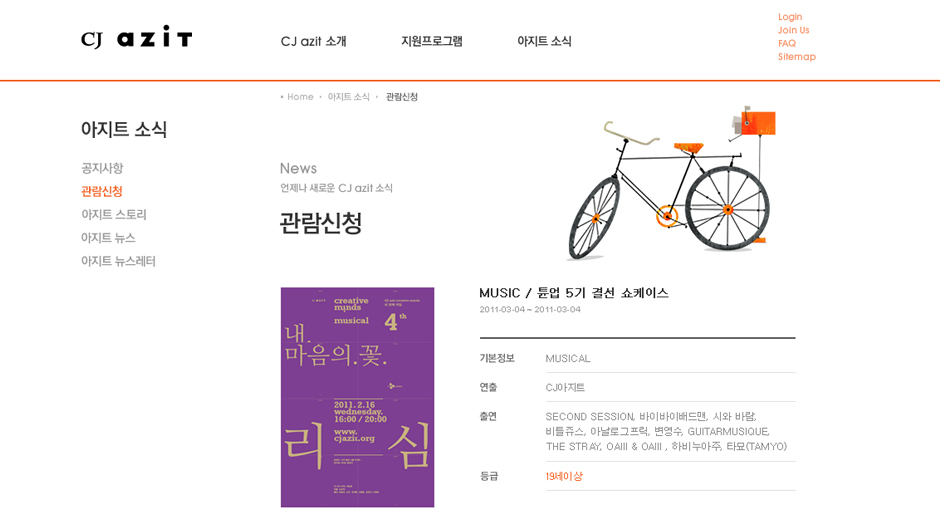 CJ azit
CJ azit 소개
지원프로그램
아지트 소식
Login
Join Us
FAQ
Sitemap
Home · 아지트 소식 · 관람신청
아지트 소식
공지사항
관람신청
아지트 스토리
아지트 뉴스
아지트 뉴스레터
News
언제나 새로운 CJ azit 소식
관람신청
creative
minds
musical
4th
내.
마음의.꽃.
2011.2.16
wednesday.
16:00 / 20:00
www.
cjazit.org
리 심
MUSIC / 튠업 5기 결선 쇼케이스
2011-03-04 ~ 2011-03-04
기본정보 MUSICAL
연출 CJ아지트
출연 SECOND SESSION, 바이바이배드맨, 시와 바람,
비틀쥬스, 아날로그프릭, 변영수, GUITARMUSIQUE,
THE STRAY, OAIII & OAIII , 하비누아주, 타묘(TAMYO)
등급 19세이상